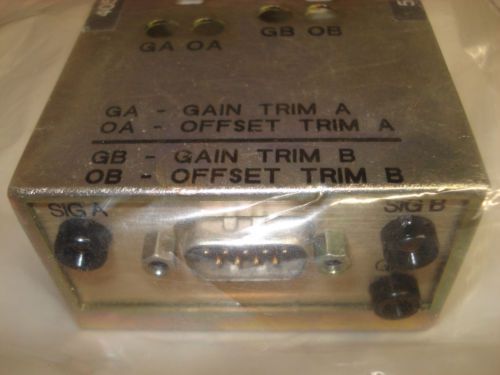 GA OA GB OB
GA - GAIN TRIM A
OA - OFFSET TRIM A
GB - GAIN TRIM B
OB - OFFSET TRIM B
SIG A
SIG B